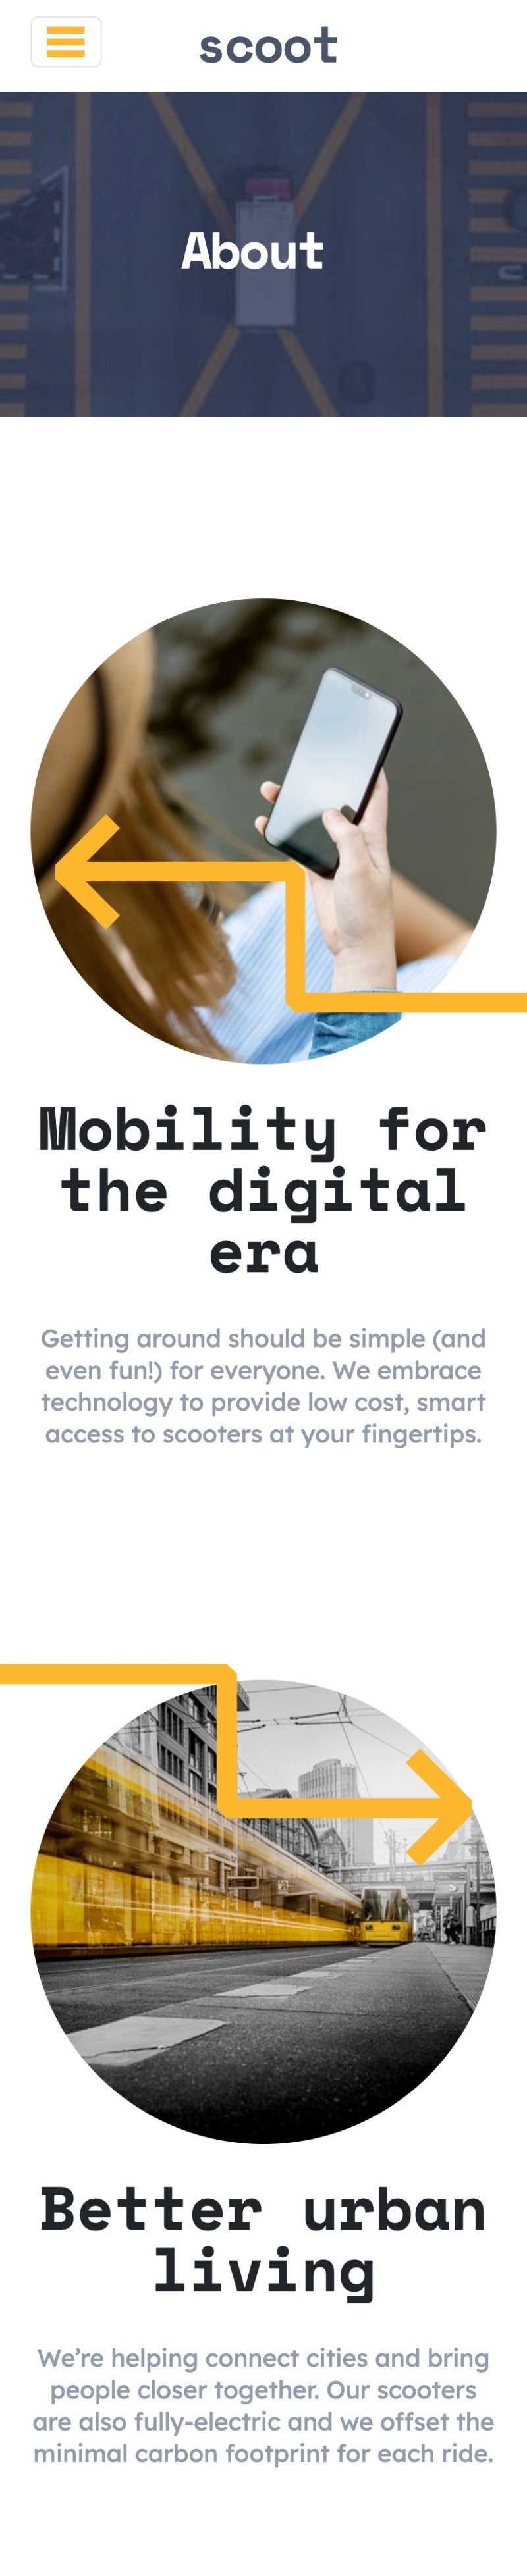 scoot
About
Mobility for
the digital
era
Getting around should be simple (and
even fun!) for everyone. We embrace
technology to provide low cost, smart
access to scooters at your fingertips.
Better urban
living
We’re helping connect cities and bring
people closer together. Our scooters
are also fully-electric and we offset the
minimal carbon footprint for each ride.